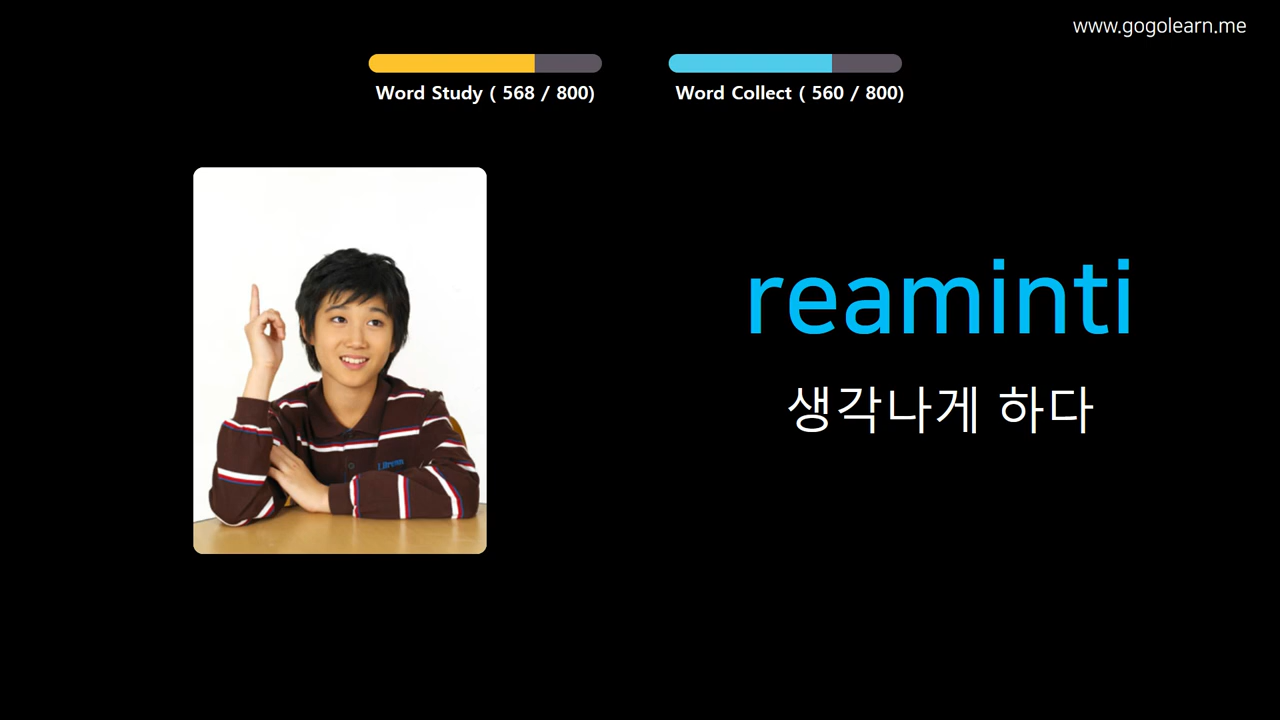 www.gogolearn.me
Word Study ( 568 / 800)
Word Collect ( 560 / 800)
reaminti
생각나게 하다